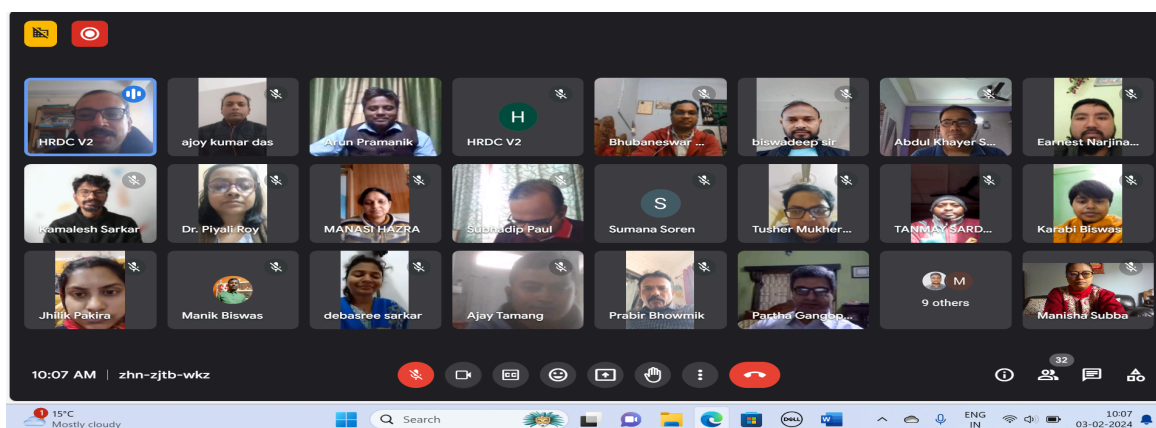 HRDC V2
ajoy kumar das
Arun Pramanik
H
HRDC V2
Bhubaneswar ...
biswadeep sir
Abdul Khayer S...
Earnest Narjina...
Kamalesh Sarkar
Dr. Piyali Roy
MANASI HAZRA
Subhadip Paul
S
Sumana Soren
Tusher Mukher...
TANMAY SARD...
Karabi Biswas
Jhilik Pakira
Manik Biswas
debasree sarkar
Ajay Tamang
Prabir Bhowmik
Partha Gangop...
M
9 others
Manisha Subba
10:07 AM | zhn-zjtb-wkz
CC
32
1
15°C
Mostly cloudy
Search
DELL
W
ENG
IN
10:07
03-02-2024